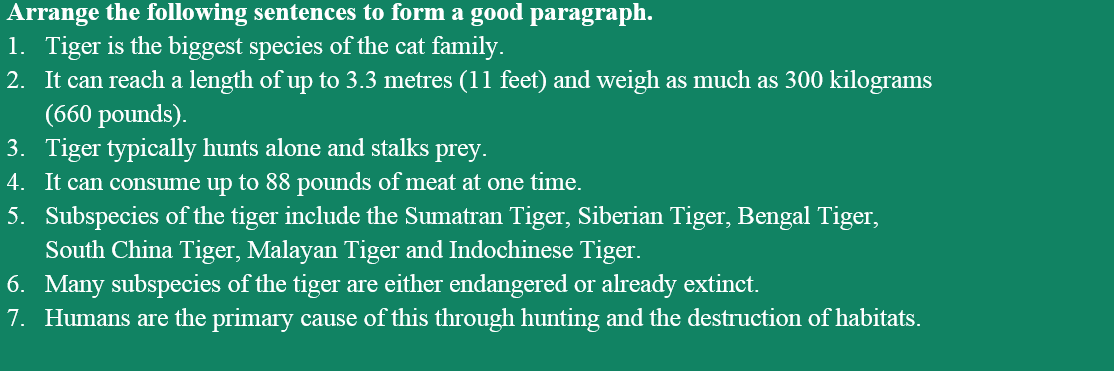 Arrange the following sentences to form a good paragraph.
1. Tiger is the biggest species of the cat family.
2. It can reach a length of up to 3.3 metres (11 feet) and weigh as much as 300 kilograms
(660 pounds).
3. Tiger typically hunts alone and stalks prey.
4. It can consume up to 88 pounds of meat at one time.
5. Subspecies of the tiger include the Sumatran Tiger, Siberian Tiger, Bengal Tiger,
South China Tiger, Malayan Tiger and Indochinese Tiger.
6. Many subspecies of the tiger are either endangered or already extinct.
7. Humans are the primary cause of this through hunting and the destruction of habitats.